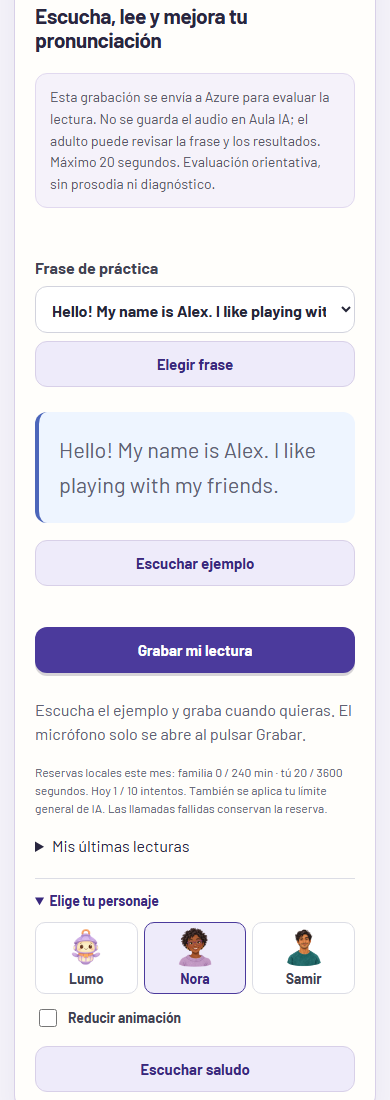 Escucha, lee y mejora tu
pronunciación
Esta grabación se envía a Azure para evaluar la
lectura. No se guarda el audio en Aula IA; el
adulto puede revisar la frase y los resultados.
Máximo 20 segundos. Evaluación orientativa,
sin prosodia ni diagnóstico.
Frase de práctica
Hello! My name is Alex. I like playing wit
Elegir frase
Hello! My name is Alex. I like
playing with my friends.
Escuchar ejemplo
Grabar mi lectura
Escucha el ejemplo y graba cuando quieras. El
micrófono solo se abre al pulsar Grabar.
Reservas locales este mes: familia 0 / 240 min · tú 20 / 3600
segundos. Hoy 1 / 10 intentos. También se aplica tu límite
general de IA. Las llamadas fallidas conservan la reserva.
Mis últimas lecturas
Elige tu personaje
Lumo
Nora
Samir
Reducir animación
Escuchar saludo